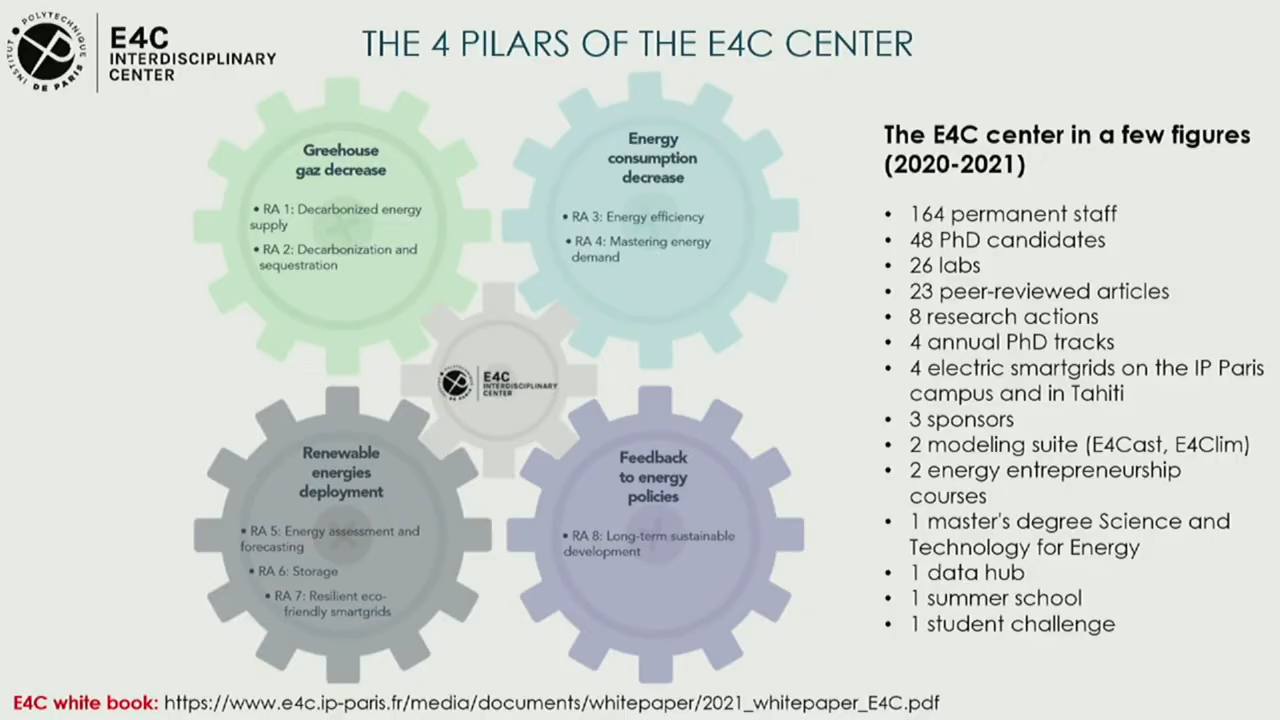 INSTITUT POLYTECHNIQUE DE PARIS
E4C
INTERDISCIPLINARY
CENTER
THE 4 PILARS OF THE E4C CENTER
Greehouse
gaz decrease
• RA 1: Decarbonized energy
supply
• RA 2: Decarbonization and
sequestration
Energy
consumption
decrease
• RA 3: Energy efficiency
• RA 4: Mastering energy
demand
E4C
INTERDISCIPLINARY
CENTER
Renewable
energies
deployment
• RA 5: Energy assessment and
forecasting
• RA 6: Storage
• RA 7: Resilient eco-
friendly smartgrids
Feedback
to energy
policies
• RA 8: Long-term sustainable
development
The E4C center in a few figures
(2020-2021)
• 164 permanent staff
• 48 PhD candidates
• 26 labs
• 23 peer-reviewed articles
• 8 research actions
• 4 annual PhD tracks
• 4 electric smartgrids on the IP Paris
campus and in Tahiti
• 3 sponsors
• 2 modeling suite (E4Cast, E4Clim)
• 2 energy entrepreneurship
courses
• 1 master's degree Science and
Technology for Energy
• 1 data hub
• 1 summer school
• 1 student challenge
E4C white book: https://www.e4c.ip-paris.fr/media/documents/whitepaper/2021_whitepaper_E4C.pdf